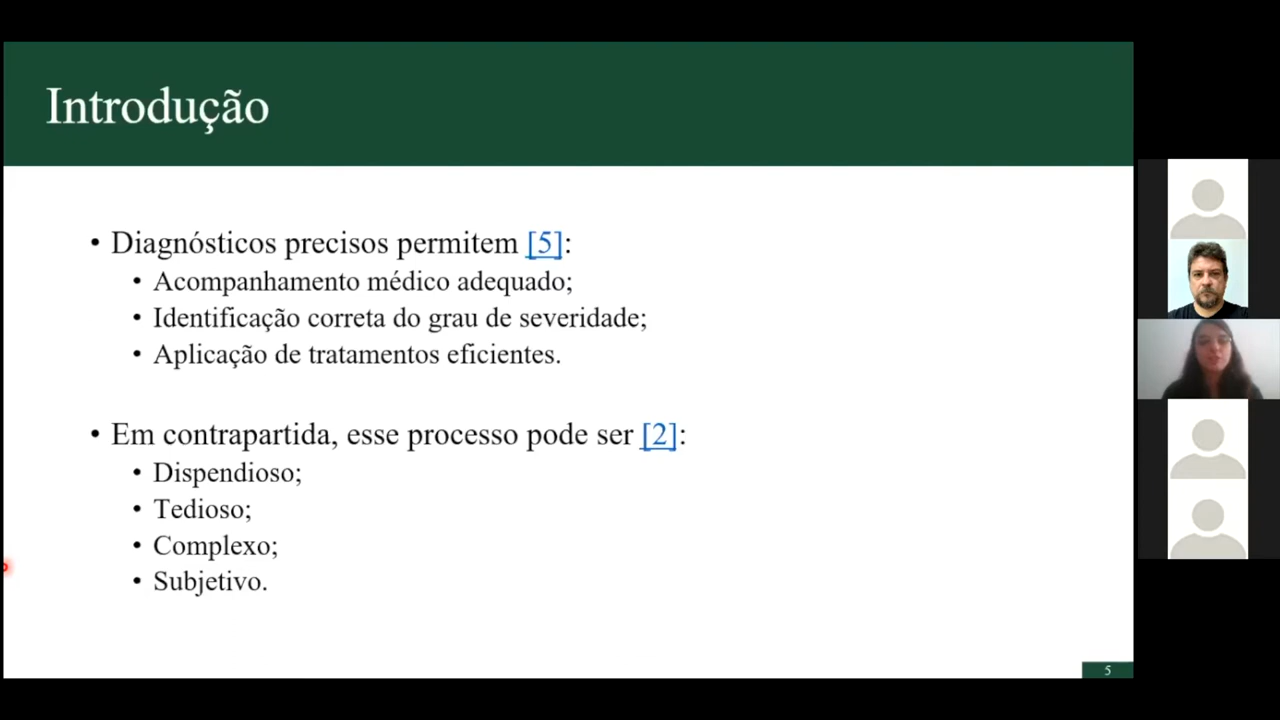 Introdução
• Diagnósticos precisos permitem [5]:
• Acompanhamento médico adequado;
• Identificação correta do grau de severidade;
• Aplicação de tratamentos eficientes.
• Em contrapartida, esse processo pode ser [2]:
• Dispendioso;
• Tedioso;
• Complexo;
• Subjetivo.
5